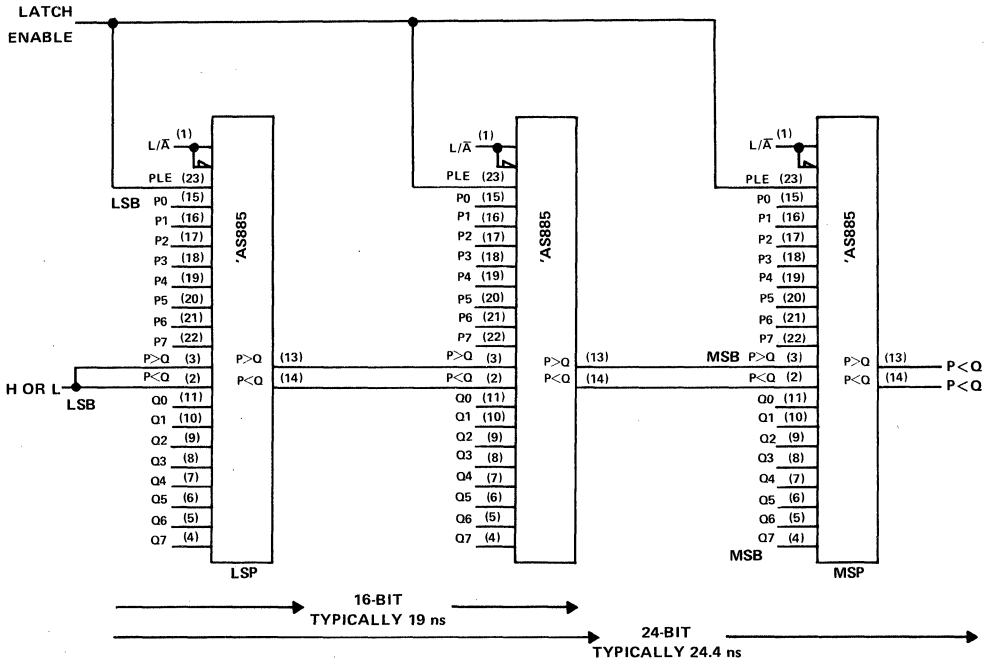 LATCH
ENABLE
L/A̅ (1)
PLE (23)
LSB P0 (15)
P1 (16)
P2 (17)
P3 (18)
P4 (19)
P5 (20)
P6 (21)
P7 (22)
P>Q (3)
P<Q (2)
H OR L
LSB
Q0 (11)
Q1 (10)
Q2 (9)
Q3 (8)
Q4 (7)
Q5 (6)
Q6 (5)
Q7 (4)
'AS885
P>Q (13)
P<Q (14)
LSP
L/A̅ (1)
PLE (23)
P0 (15)
P1 (16)
P2 (17)
P3 (18)
P4 (19)
P5 (20)
P6 (21)
P7 (22)
P>Q (3)
P<Q (2)
Q0 (11)
Q1 (10)
Q2 (9)
Q3 (8)
Q4 (7)
Q5 (6)
Q6 (5)
Q7 (4)
'AS885
P>Q (13)
P<Q (14)
L/A̅ (1)
PLE (23)
P0 (15)
P1 (16)
P2 (17)
P3 (18)
P4 (19)
P5 (20)
P6 (21)
P7 (22)
MSB P>Q (3)
P<Q (2)
Q0 (11)
Q1 (10)
Q2 (9)
Q3 (8)
Q4 (7)
Q5 (6)
Q6 (5)
Q7 (4)
MSB
'AS885
P>Q (13) P<Q
P<Q (14) P<Q
MSP
16-BIT
TYPICALLY 19 ns
24-BIT
TYPICALLY 24.4 ns